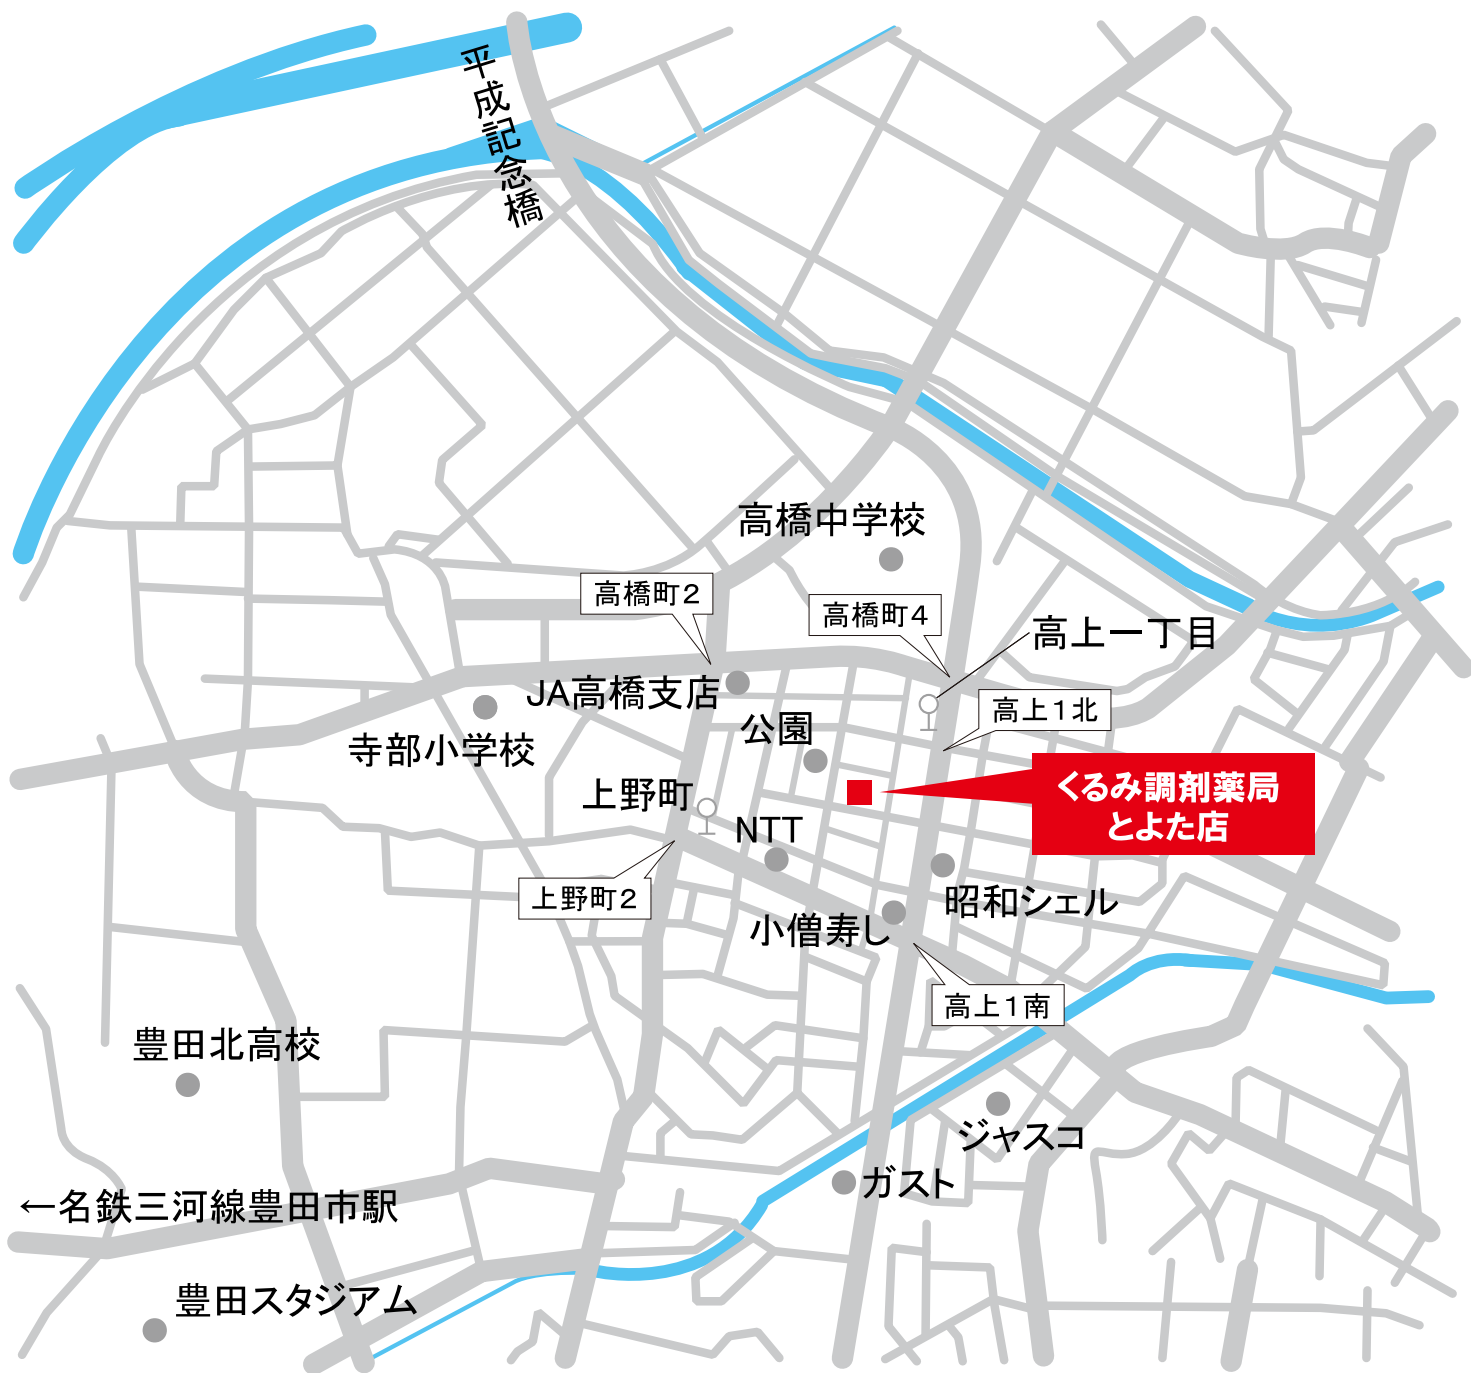 平成記念橋
高橋中学校
高橋町2
高橋町4
高上一丁目
JA高橋支店
高上1北
公園
寺部小学校
上野町
くるみ調剤薬局
とよた店
NTT
上野町2
昭和シェル
小僧寿し
高上1南
豊田北高校
ジャスコ
ガスト
←名鉄三河線豊田市駅
豊田スタジアム